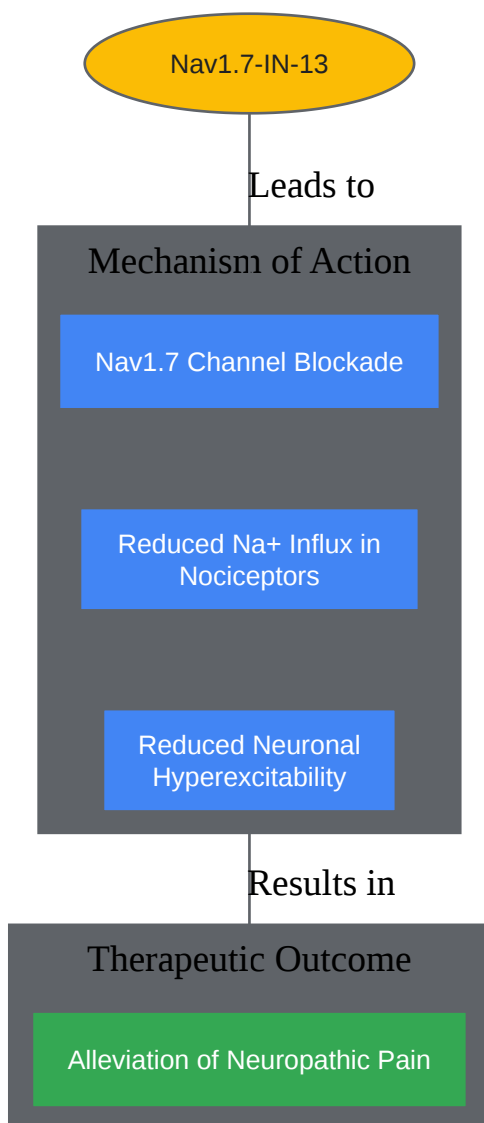 Nav1.7-IN-13
Leads to
Mechanism of Action
Nav1.7 Channel Blockade
Reduced Na+ Influx in
Nociceptors
Reduced Neuronal
Hyperexcitability
Results in
Therapeutic Outcome
Alleviation of Neuropathic Pain